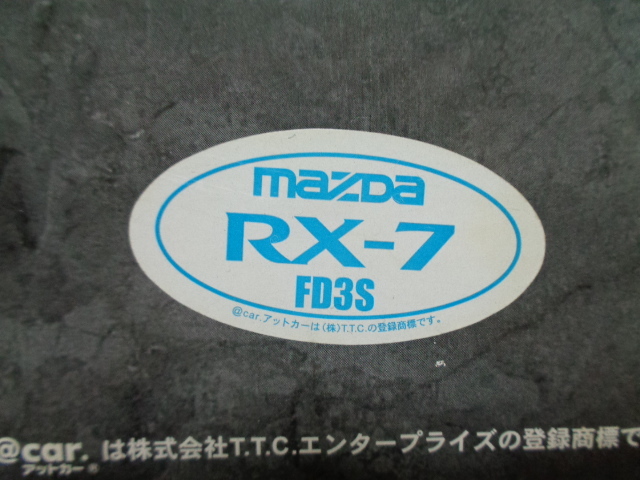 mazda
RX-7
FD3S
@car.アットカーは(株)T.T.C.の登録商標です。
@car. は株式会社T.T.C.エンタープライズの登録商標で
アットカー®